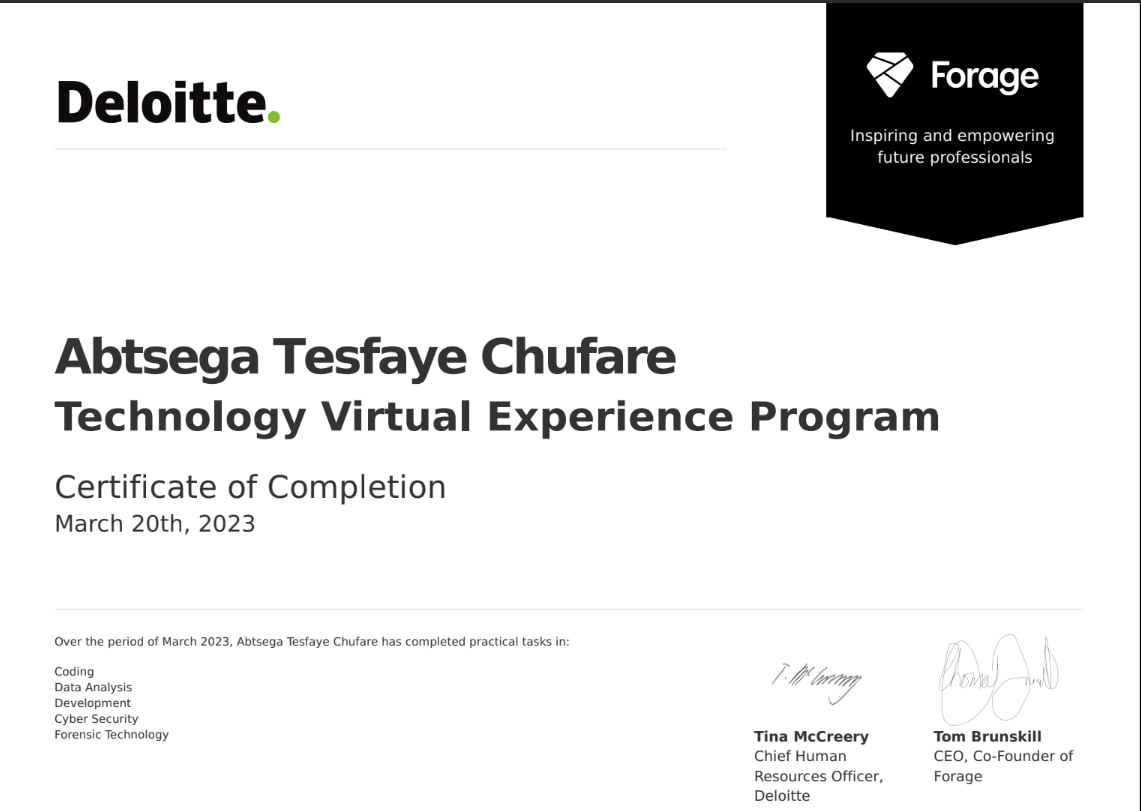 Deloitte.
Forage
Inspiring and empowering
future professionals
Abtsega Tesfaye Chufare
Technology Virtual Experience Program
Certificate of Completion
March 20th, 2023
Over the period of March 2023, Abtsega Tesfaye Chufare has completed practical tasks in:
Coding
Data Analysis
Development
Cyber Security
Forensic Technology
T. McCreery
Tina McCreery
Chief Human
Resources Officer,
Deloitte
Tom Brunskill
CEO, Co-Founder of
Forage